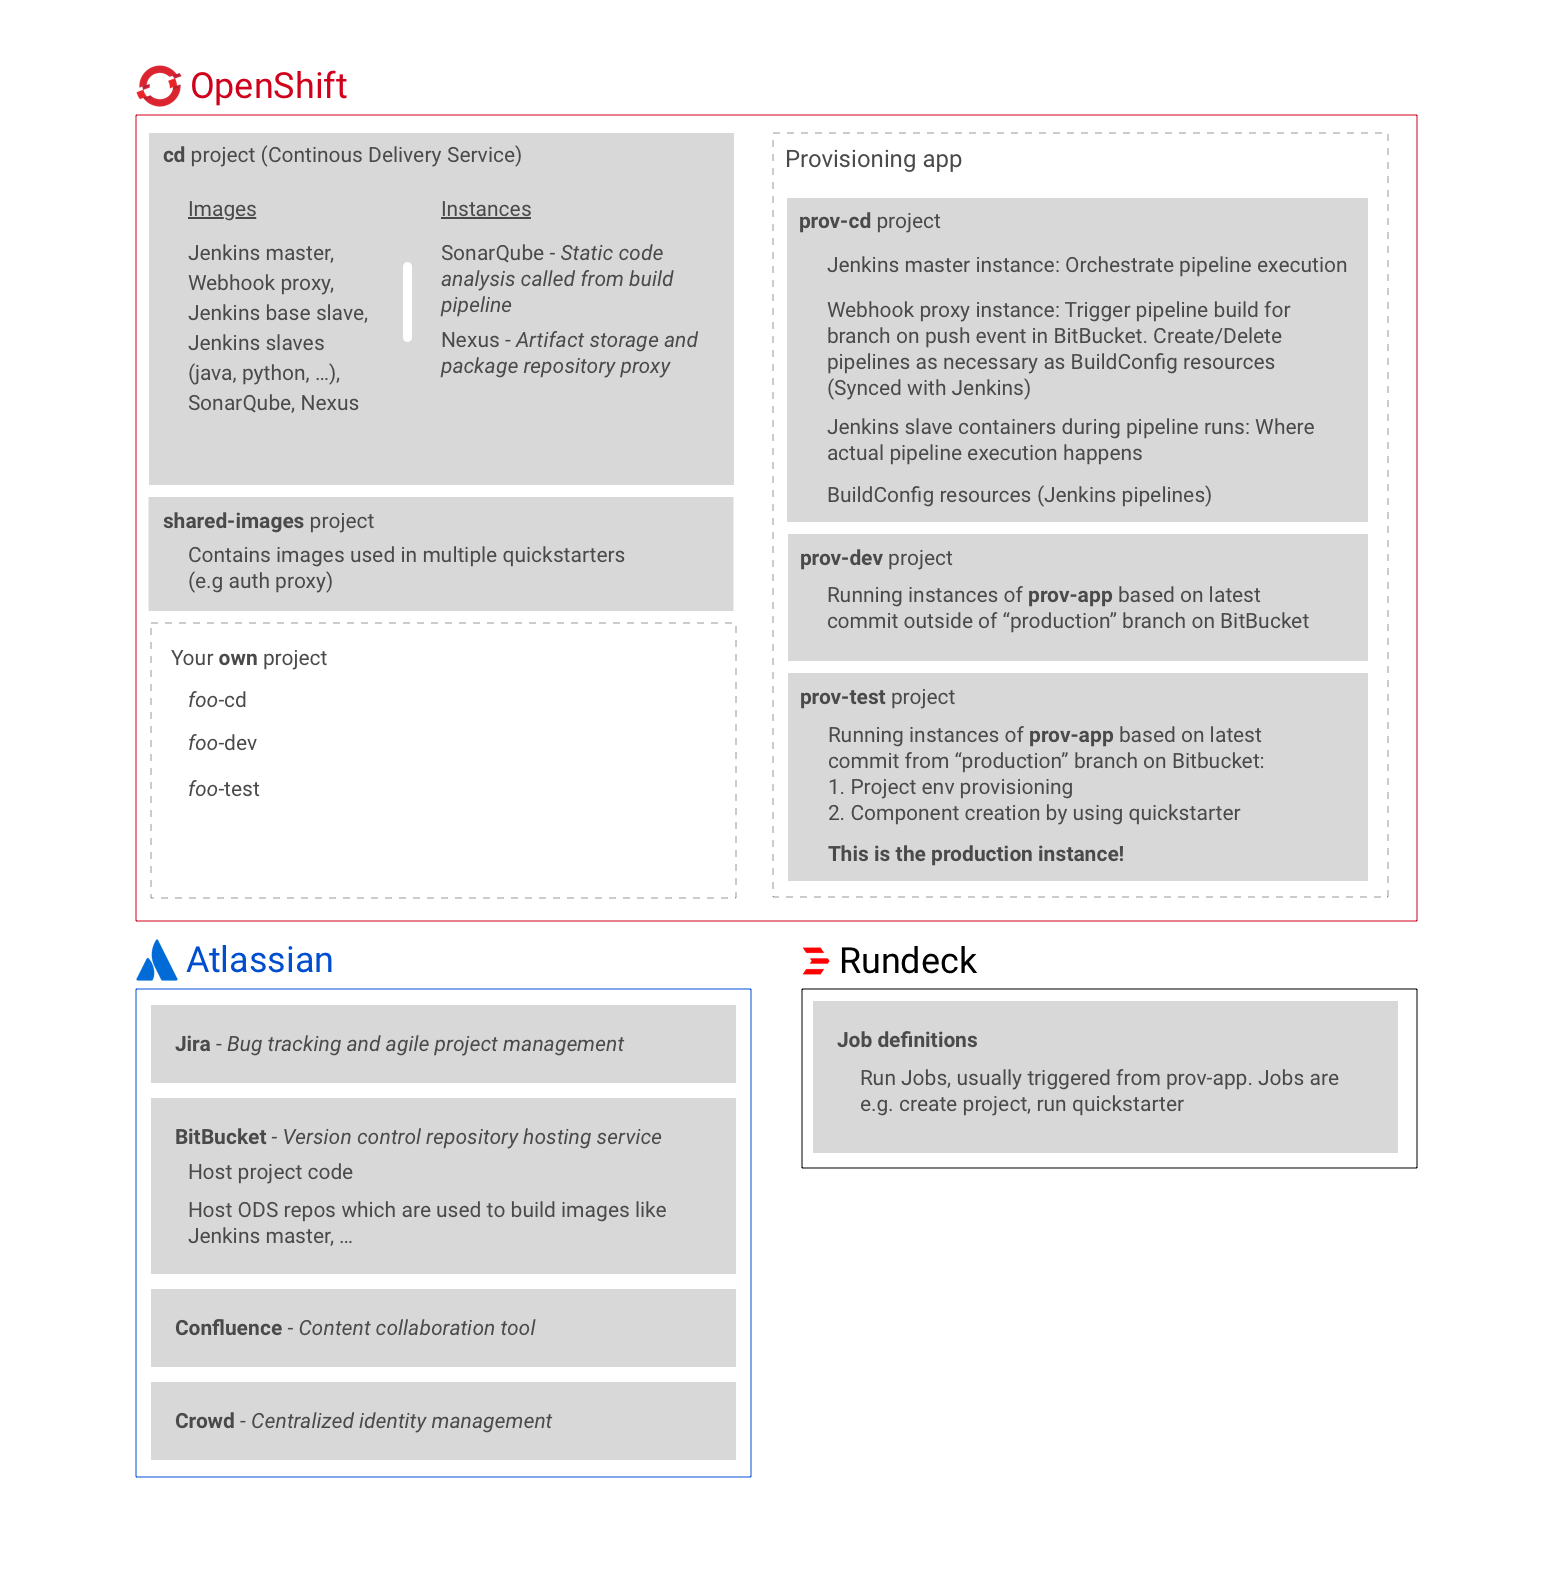 OpenShift
cd project (Continous Delivery Service)
Images
Jenkins master,
Webhook proxy,
Jenkins base slave,
Jenkins slaves
(java, python, ...),
SonarQube, Nexus
Instances
SonarQube - Static code
analysis called from build
pipeline
Nexus - Artifact storage and
package repository proxy
shared-images project
Contains images used in multiple quickstarters
(e.g auth proxy)
Your own project
foo-cd
foo-dev
foo-test
Provisioning app
prov-cd project
Jenkins master instance: Orchestrate pipeline execution
Webhook proxy instance: Trigger pipeline build for
branch on push event in BitBucket. Create/Delete
pipelines as necessary as BuildConfig resources
(Synced with Jenkins)
Jenkins slave containers during pipeline runs: Where
actual pipeline execution happens
BuildConfig resources (Jenkins pipelines)
prov-dev project
Running instances of prov-app based on latest
commit outside of “production” branch on BitBucket
prov-test project
Running instances of prov-app based on latest
commit from “production” branch on Bitbucket:
1. Project env provisioning
2. Component creation by using quickstarter
This is the production instance!
Atlassian
Jira - Bug tracking and agile project management
BitBucket - Version control repository hosting service
Host project code
Host ODS repos which are used to build images like
Jenkins master, ...
Confluence - Content collaboration tool
Crowd - Centralized identity management
Rundeck
Job definitions
Run Jobs, usually triggered from prov-app. Jobs are
e.g. create project, run quickstarter